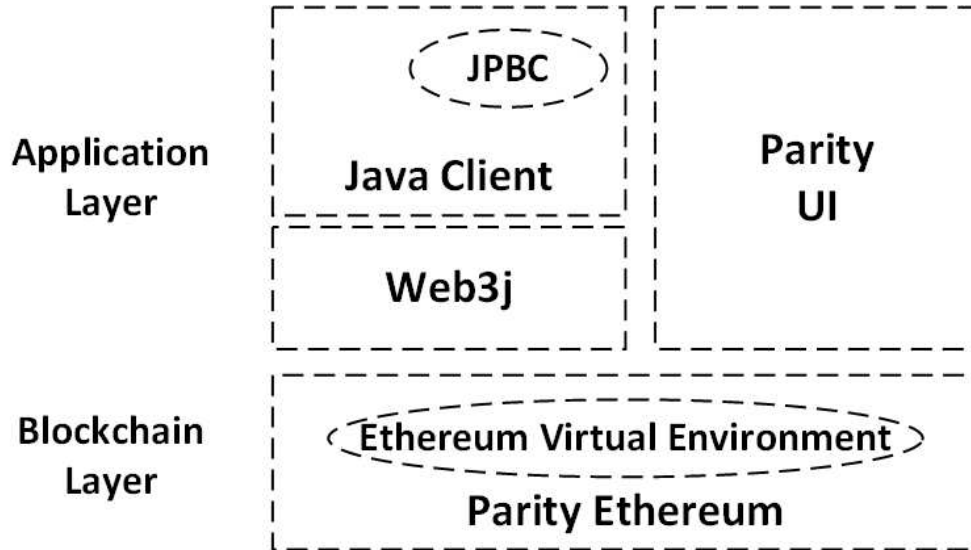 Application
Layer
JPBC
Java Client
Web3j
Parity
UI
Blockchain
Layer
Ethereum Virtual Environment
Parity Ethereum